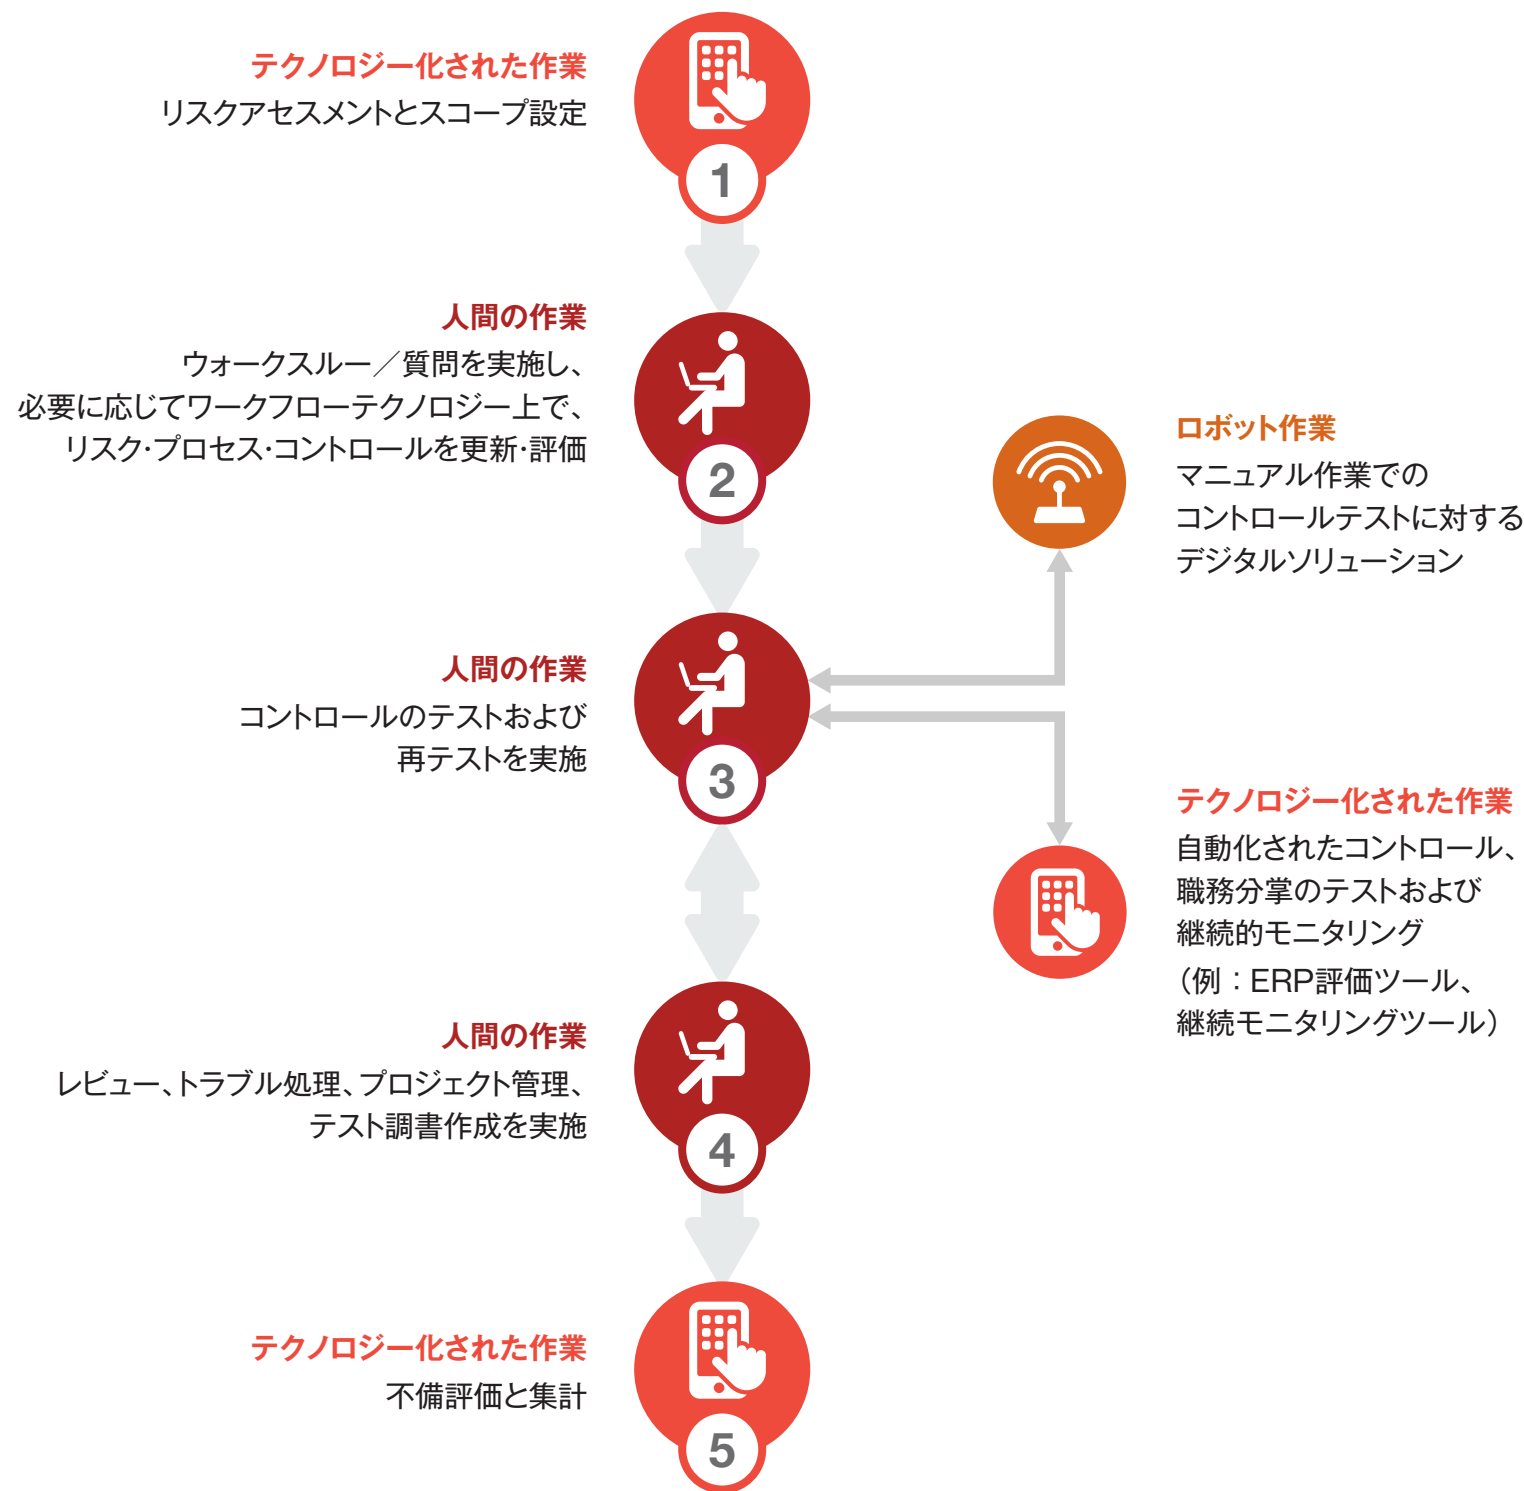 テクノロジー化された作業
リスクアセスメントとスコープ設定
1
人間の作業
ウォークスルー／質問を実施し、
必要に応じてワークフローテクノロジー上で、
リスク・プロセス・コントロールを更新・評価
2
ロボット作業
マニュアル作業での
コントロールテストに対する
デジタルソリューション
人間の作業
コントロールのテストおよび
再テストを実施
3
テクノロジー化された作業
自動化されたコントロール、
職務分掌のテストおよび
継続的モニタリング
（例：ERP評価ツール、
継続モニタリングツール）
人間の作業
レビュー、トラブル処理、プロジェクト管理、
テスト調書作成を実施
4
テクノロジー化された作業
不備評価と集計
5